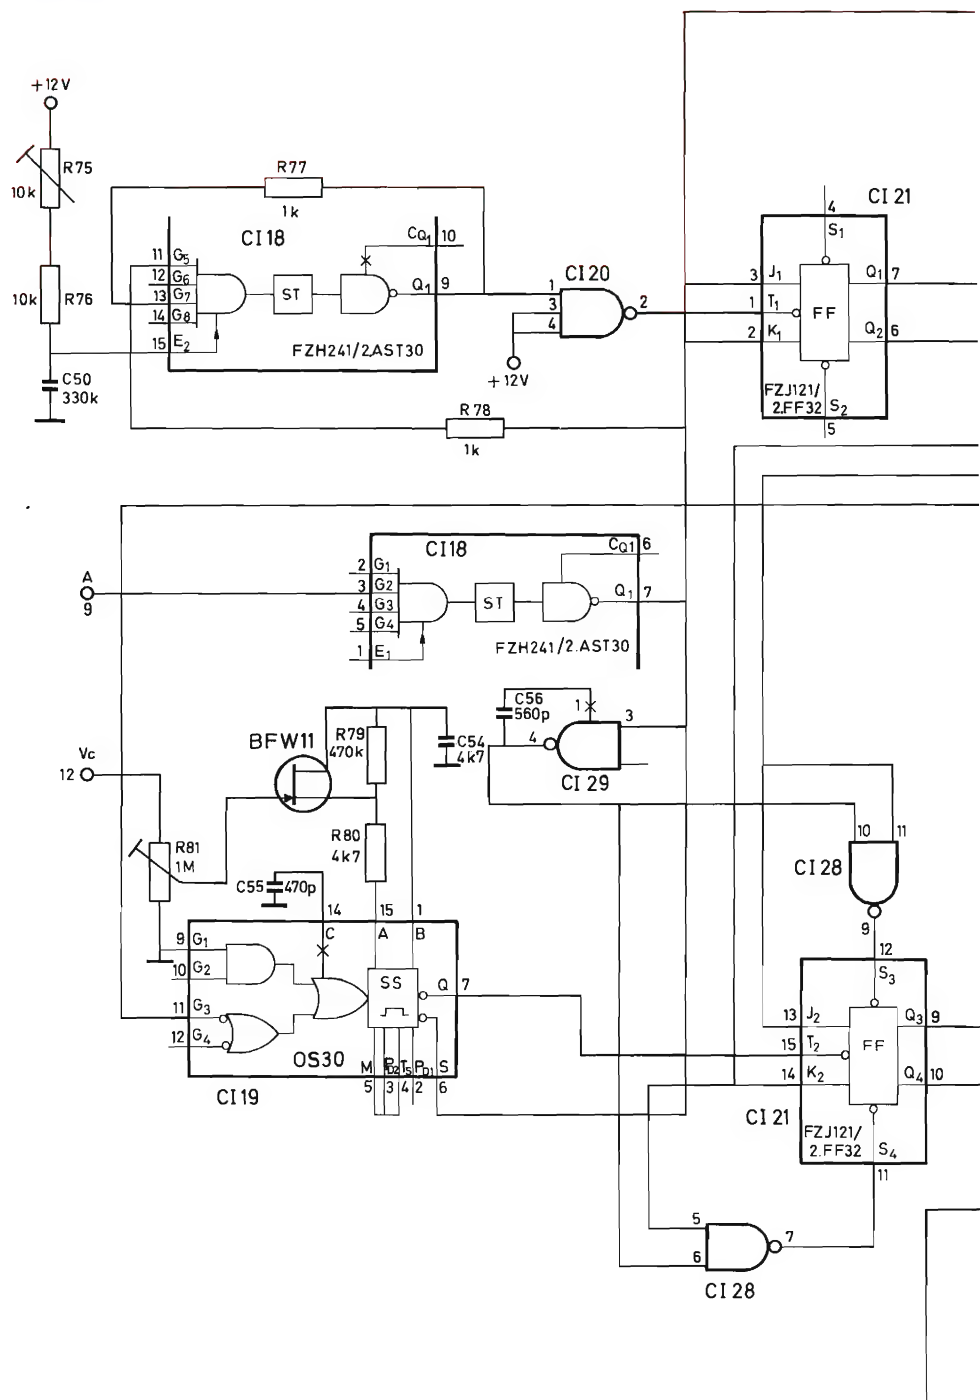 +12V
R75
10k
R77
1k
CI18
CQ1 10
11 G5
12 G6
13 G7
14 G8
15 E2
ST
Q1 9
10k R76
FZH241/2.AST30
C50
330k
CI20
1
3
4
2
+12V
R78
1k
CI21
4
S1
3 J1
1 T1
2 K1
FF
Q1 7
Q2 6
FZJ121/
2.FF32
S2
5
CI18
CQ1 6
A
9
2 G1
3 G2
4 G3
5 G4
1 E1
ST
Q1 7
FZH241/2.AST30
C56
560p
1
3
4
CI29
BFW11
R79
470k
C54
4k7
Vc
12
R81
1M
R80
4k7
C55 470p
14 15 1
C A B
9 G1
10 G2
11 G3
12 G4
SS
Q 7
OS30
M PD2 TS PD1 S
5 3 4 2 6
CI19
10 11
CI28
9
12
S3
13 J2
15 T2
14 K2
FF
Q3 9
Q4 10
CI21
FZJ121/
2.FF32
S4
11
5
6
7
CI28